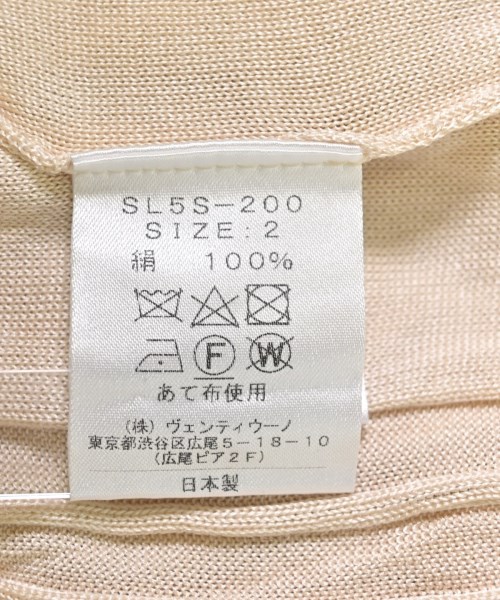 SL5S-200
SIZE:2
絹 100%
F W
あて布使用
(株)ヴェンティウーノ
東京都渋谷区広尾5-18-10
(広尾ピア2F)
日本製